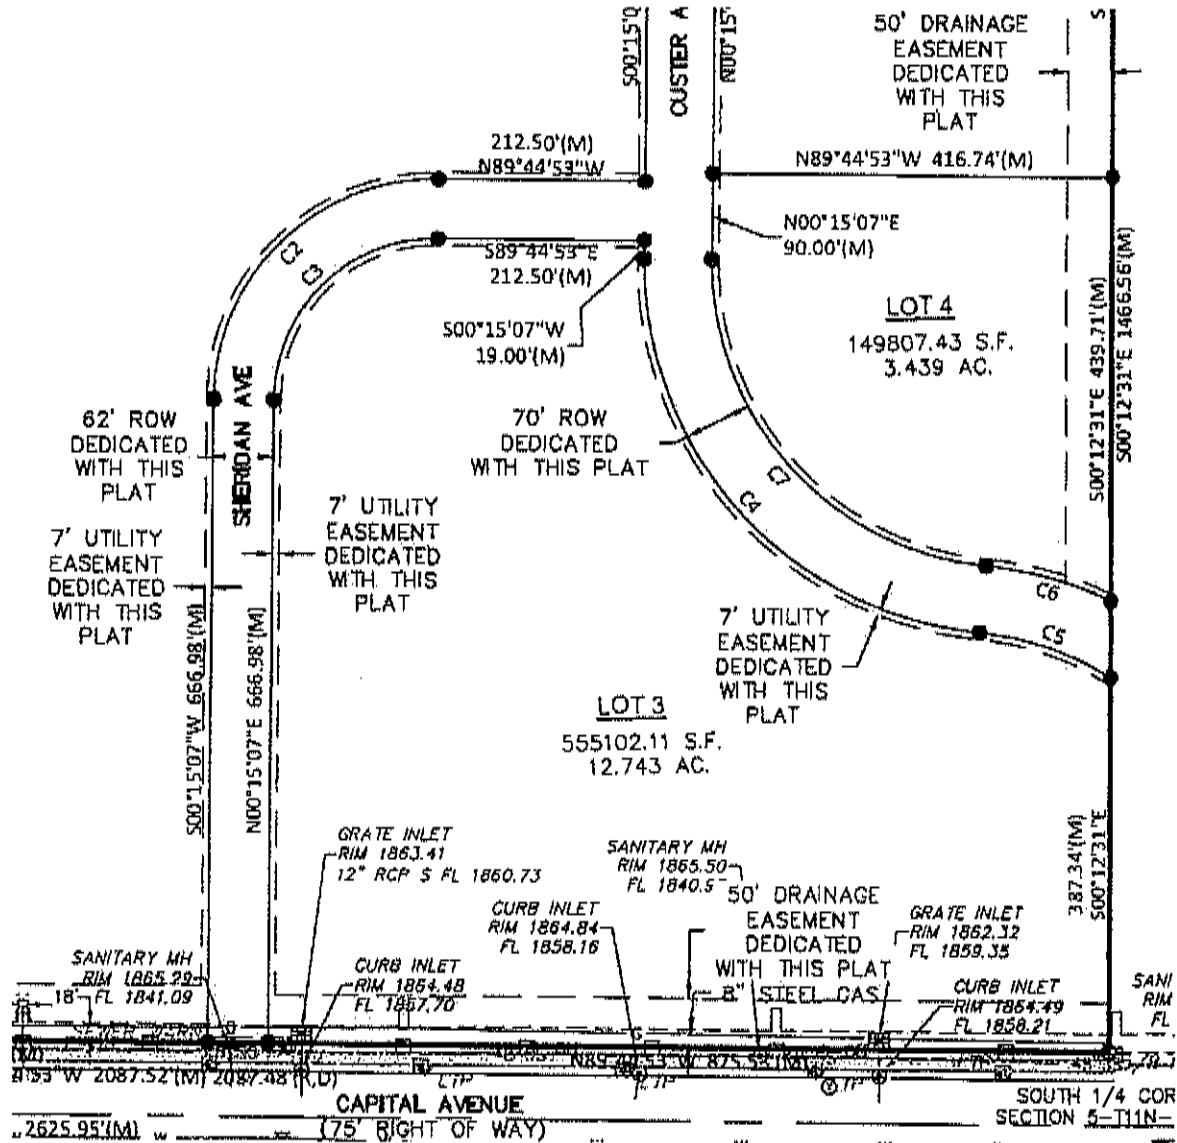 S00°15'0
CUSTER A
N00°15'
S
50' DRAINAGE
EASEMENT
DEDICATED
WITH THIS
PLAT
212.50'(M)
N89°44'53"W
N89°44'53"W 416.74'(M)
N00°15'07"E
90.00'(M)
C2
C3
S89°44'53"E
212.50'(M)
S00°15'07"W
19.00'(M)
LOT 4
149807.43 S.F.
3.439 AC.
S00°12'31"E 439.71'(M)
S00°12'31"E 1466.56'(M)
62' ROW
DEDICATED
WITH THIS
PLAT
SHERIDAN AVE
70' ROW
DEDICATED
WITH THIS PLAT
C7
C4
7' UTILITY
EASEMENT
DEDICATED
WITH THIS
PLAT
7' UTILITY
EASEMENT
DEDICATED
WITH THIS
PLAT
C6
C5
7' UTILITY
EASEMENT
DEDICATED
WITH THIS
PLAT
S00°15'07"W 666.98'(M)
N00°15'07"E 666.98'(M)
LOT 3
555102.11 S.F.
12.743 AC.
387.34'(M)
S00°12'31"E
GRATE INLET
RIM 1863.41
12" RCP S FL 1860.73
SANITARY MH
RIM 1865.50
FL 1840.5
50' DRAINAGE
EASEMENT
DEDICATED
WITH THIS PLAT
CURB INLET
RIM 1864.84
FL 1858.16
GRATE INLET
RIM 1862.32
FL 1859.35
SANITARY MH
RIM 1865.29
FL 1841.09
18'
CURB INLET
RIM 1864.48
FL 1857.70
8" STEEL GAS
CURB INLET
RIM 1864.49
FL 1858.21
SANI
RIM
FL
G
N89°44'53"W 875.53'(M)
2087.52'(M) 2087.48'
CAPITAL AVENUE
(75' RIGHT OF WAY)
2625.95'(M)
SOUTH 1/4 COR
SECTION 5-T11N-